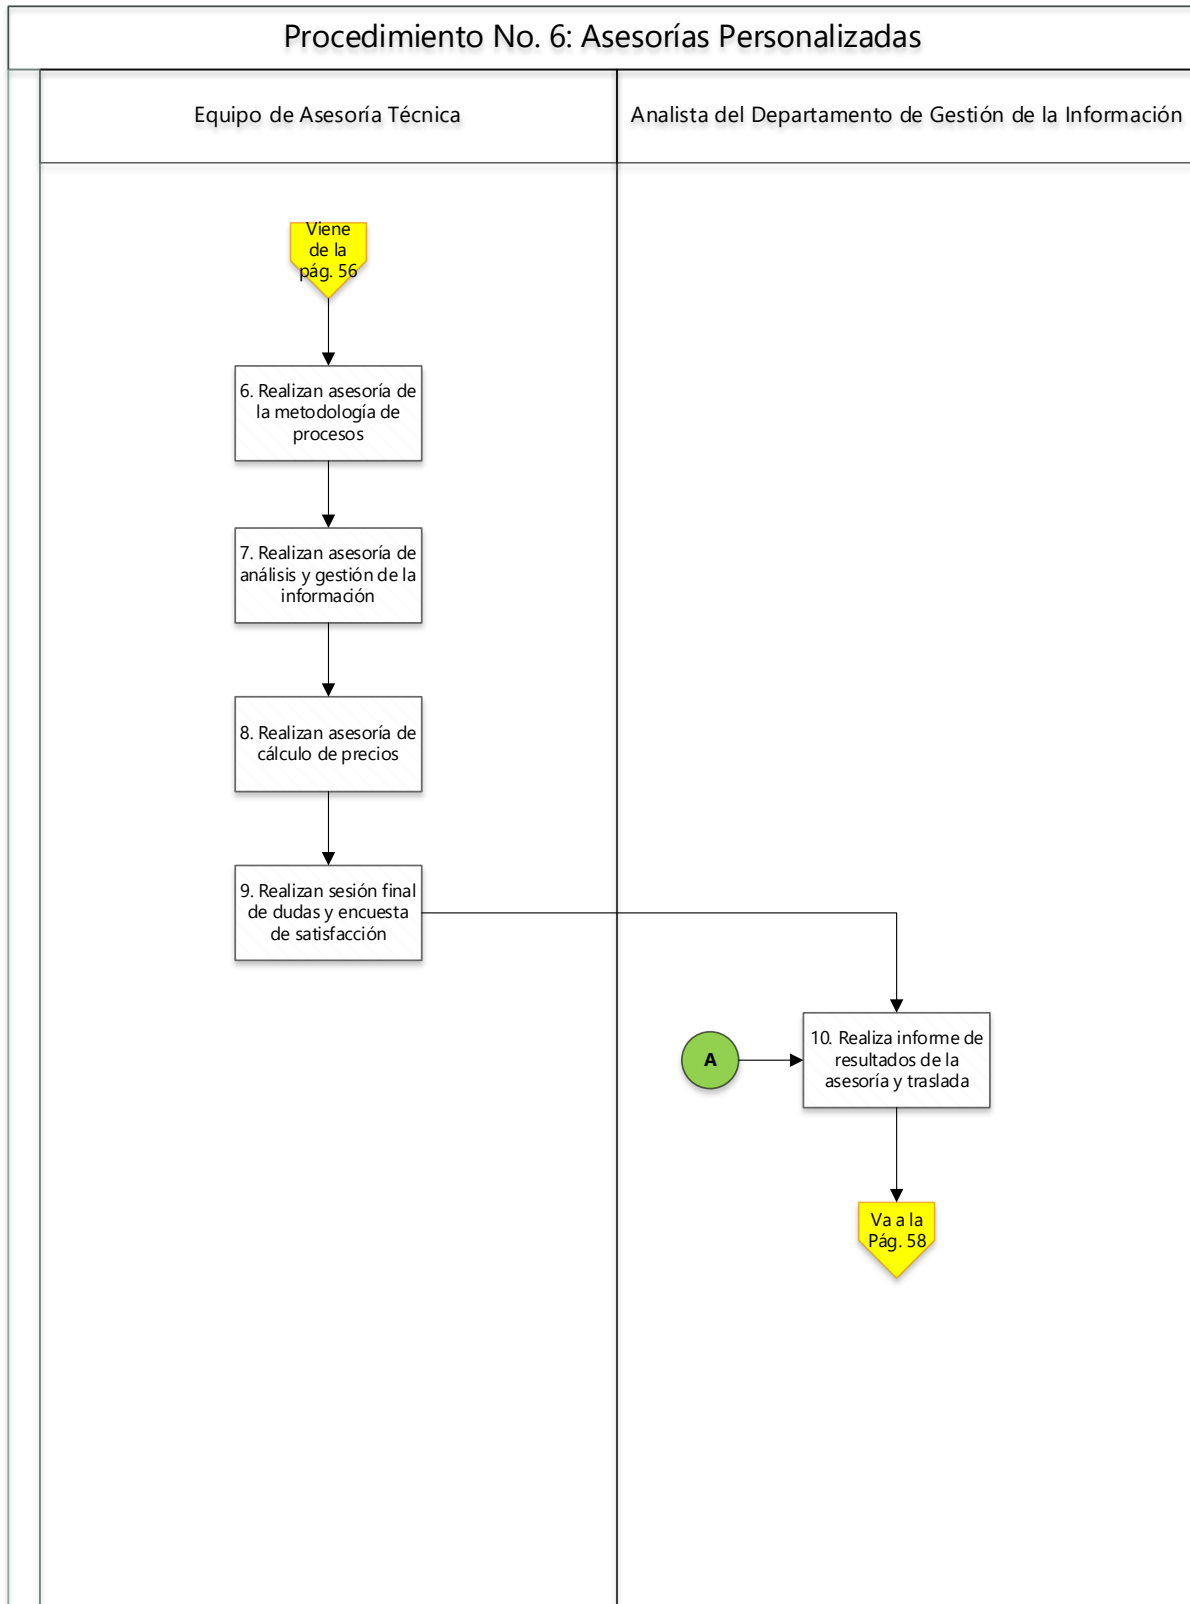 Procedimiento No. 6: Asesorías Personalizadas
Equipo de Asesoría Técnica
Analista del Departamento de Gestión de la Información
Viene
de la
pág. 56
6. Realizan asesoría de
la metodología de
procesos
7. Realizan asesoría de
análisis y gestión de la
información
8. Realizan asesoría de
cálculo de precios
9. Realizan sesión final
de dudas y encuesta
de satisfacción
A
10. Realiza informe de
resultados de la
asesoría y traslada
Va a la
Pág. 58